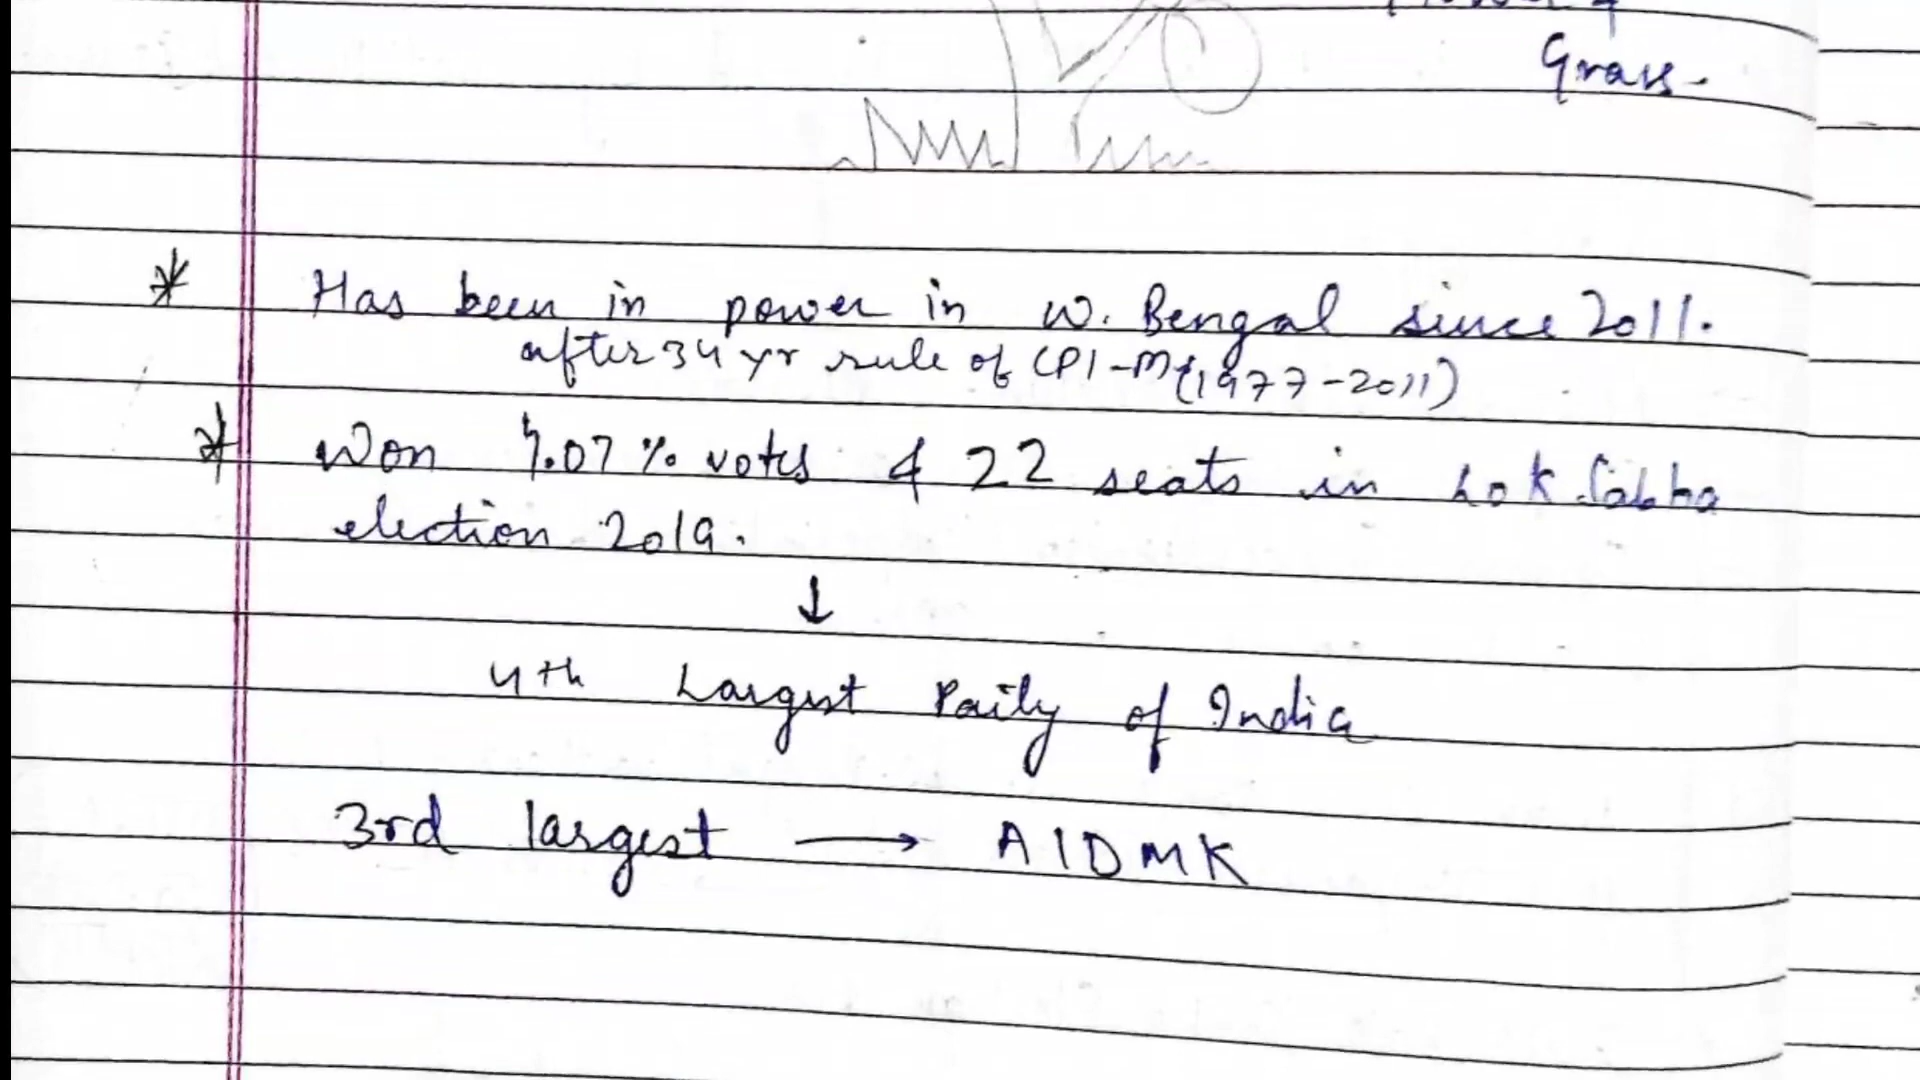 Grass.
* Has been in power in W. Bengal since 2011.
after 34 yr rule of CPI-M (1977-2011)
* Won 4.07% votes & 22 seats in Lok Sabha
election 2019.
↓
4th Largest Party of India
3rd largest → AIDMK